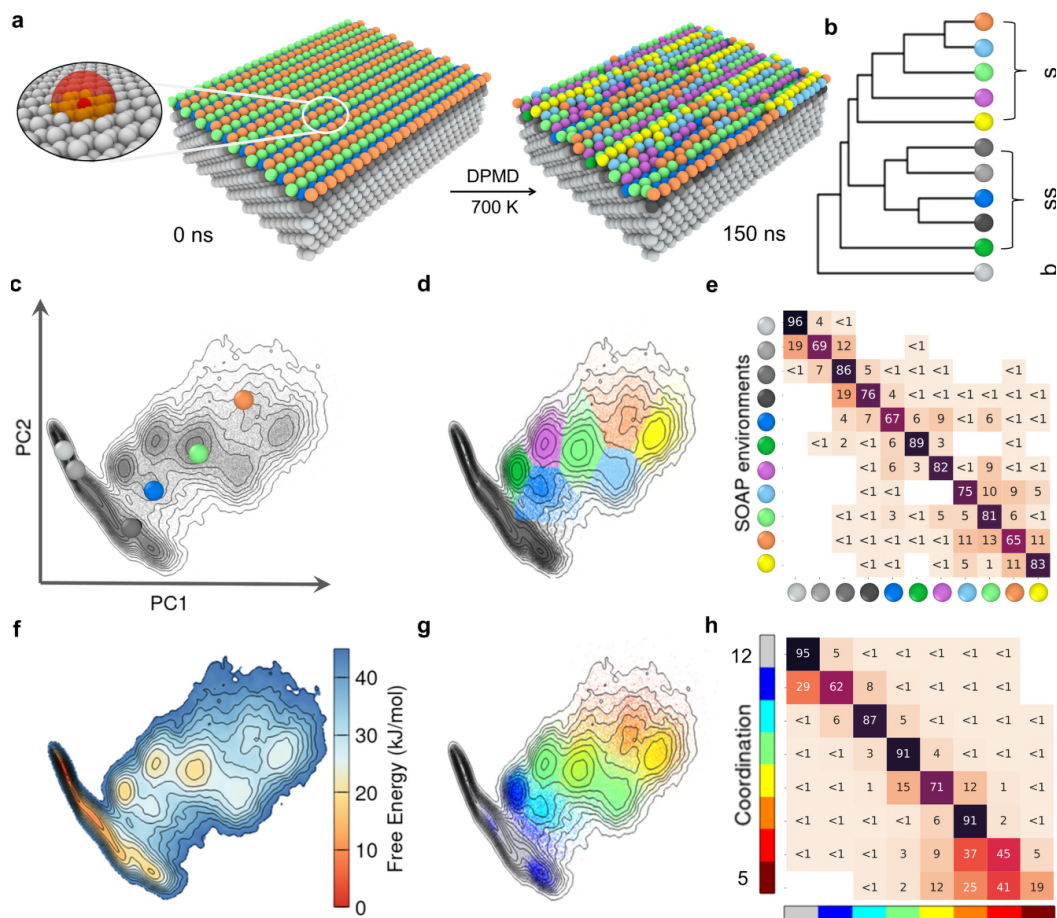 a
0 ns
DPMD
700 K
150 ns
b
s
ss
b
c
PC2
PC1
d
e
SOAP environments
96 4 <1
19 69 12 <1
<1 7 86 5 <1 <1 <1 <1
19 76 4 <1 <1 <1 <1 <1 <1
4 7 67 6 9 <1 6 <1 <1
<1 2 <1 6 89 3 <1
<1 6 3 82 <1 9 <1 <1
<1 <1 75 10 9 5
<1 <1 3 <1 5 5 81 6 <1
<1 <1 <1 <1 <1 11 13 65 11
<1 <1 <1 5 1 11 83
f
40
30
20
10
0
Free Energy (kJ/mol)
g
h
12
Coordination
5
95 5 <1 <1 <1 <1 <1
29 62 8 <1 <1 <1 <1
<1 6 87 5 <1 <1 <1 <1
<1 <1 3 91 4 <1 <1 <1
<1 <1 1 15 71 12 1 <1
<1 <1 <1 <1 6 91 2 <1
<1 <1 <1 3 9 37 45 5
<1 2 12 25 41 19